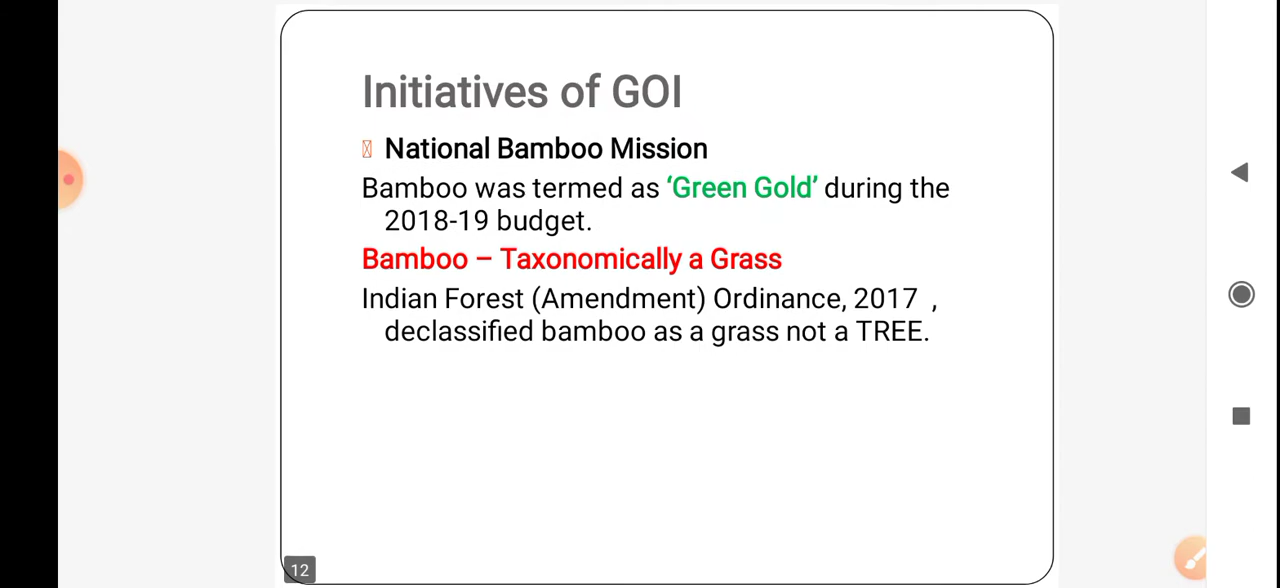 Initiatives of GOI
National Bamboo Mission
Bamboo was termed as ‘Green Gold’ during the
2018-19 budget.
Bamboo – Taxonomically a Grass
Indian Forest (Amendment) Ordinance, 2017 ,
declassified bamboo as a grass not a TREE.
12